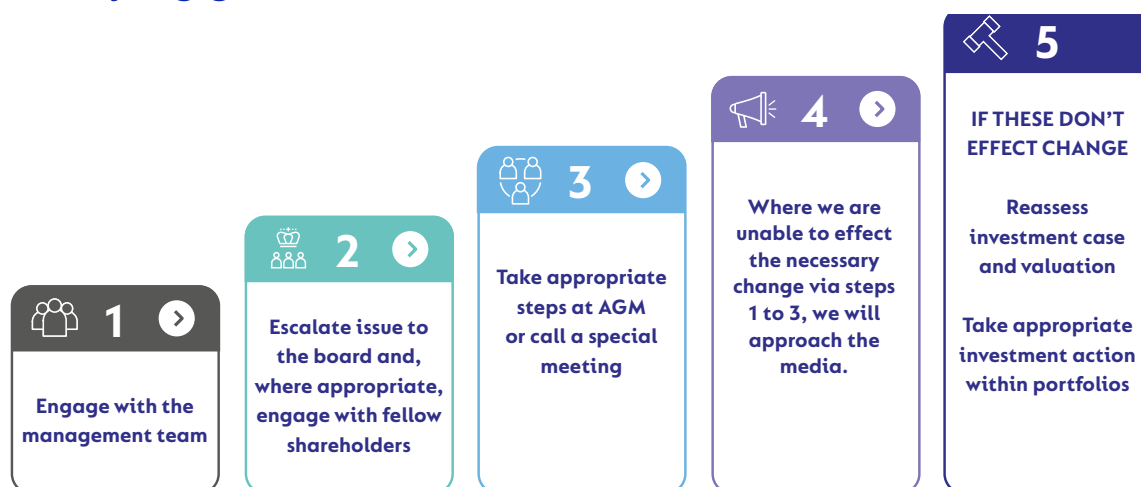 1
Engage with the
management team
2
Escalate issue to
the board and,
where appropriate,
engage with fellow
shareholders
3
Take appropriate
steps at AGM
or call a special
meeting
4
Where we are
unable to effect
the necessary
change via steps
1 to 3, we will
approach the
media.
5
IF THESE DON’T
EFFECT CHANGE
Reassess
investment case
and valuation
Take appropriate
investment action
within portfolios